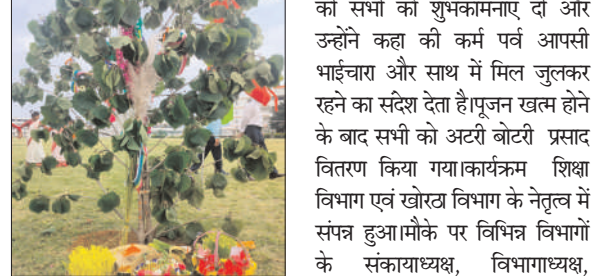 को सभी को शुभकामनाएं दी और
उन्होंने कहा की कर्म पर्व आपसी
भाईचारा और साथ में मिल जुलकर
रहने का संदेश देता है।पूजन खत्म होने
के बाद सभी को अटरी बोटरी प्रसाद
वितरण किया गया।कार्यक्रम शिक्षा
विभाग एवं खोरठा विभाग के नेतृत्व में
संपन्न हुआ।मौके पर विभिन्न विभागों
के संकायाध्यक्ष, विभागाध्यक्ष,